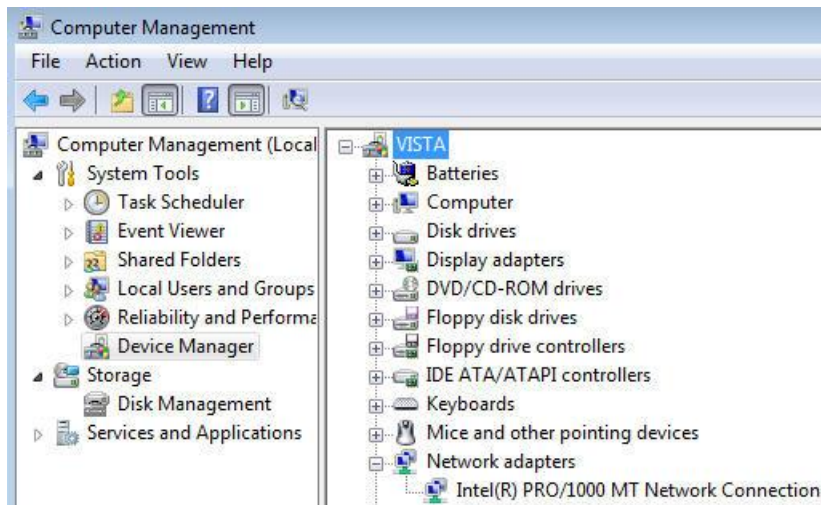 Computer Management
File Action View Help
Computer Management (Local
System Tools
Task Scheduler
Event Viewer
Shared Folders
Local Users and Groups
Reliability and Performa
Device Manager
Storage
Disk Management
Services and Applications
VISTA
Batteries
Computer
Disk drives
Display adapters
DVD/CD-ROM drives
Floppy disk drives
Floppy drive controllers
IDE ATA/ATAPI controllers
Keyboards
Mice and other pointing devices
Network adapters
Intel(R) PRO/1000 MT Network Connection